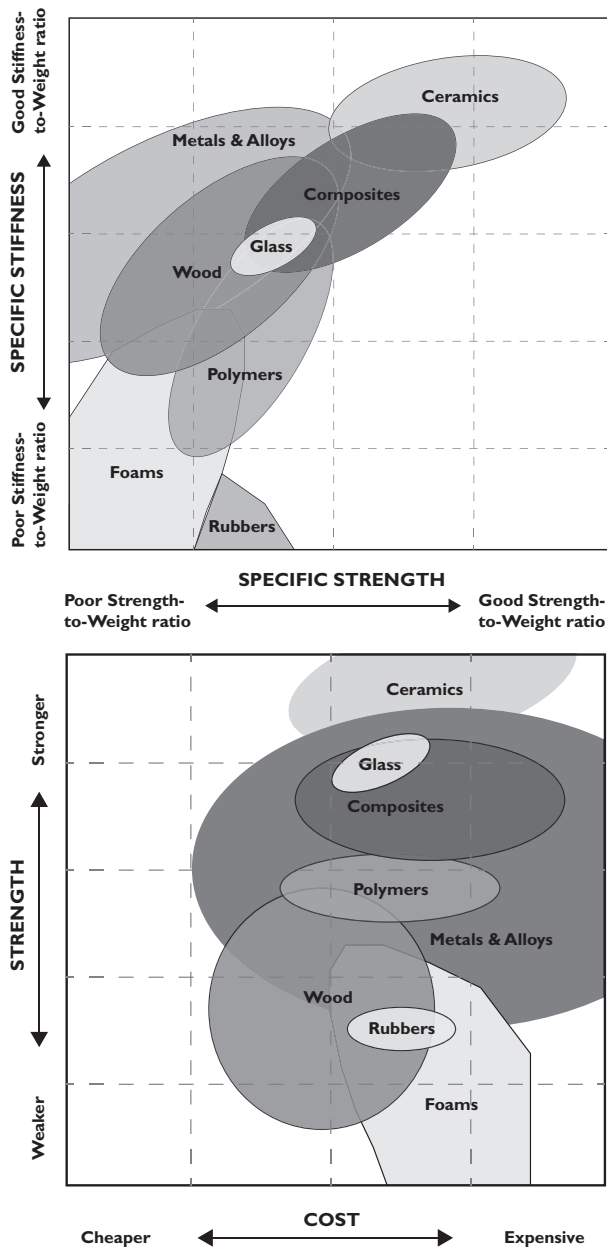 Good Stiffness-
to-Weight ratio
SPECIFIC STIFFNESS
Poor Stiffness-
to-Weight ratio
Ceramics
Metals & Alloys
Composites
Glass
Wood
Polymers
Foams
Rubbers
SPECIFIC STRENGTH
Poor Strength-
to-Weight ratio
Good Strength-
to-Weight ratio
Stronger
STRENGTH
Weaker
Ceramics
Glass
Composites
Polymers
Metals & Alloys
Wood
Rubbers
Foams
COST
Cheaper
Expensive